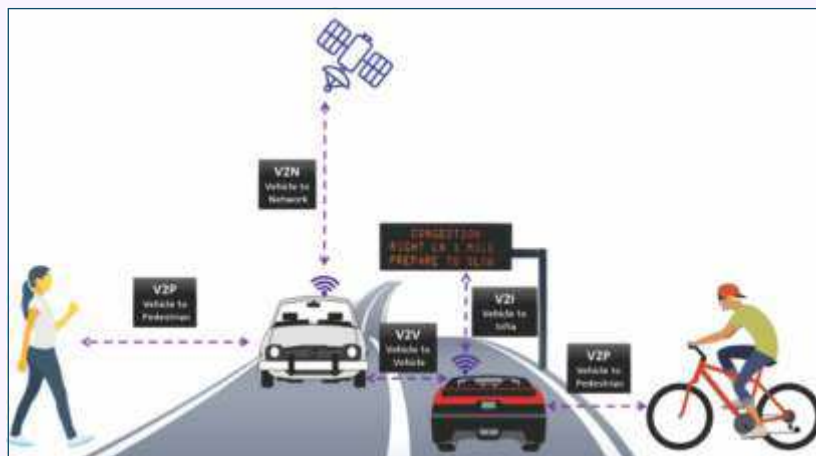 V2N
Vehicle to
Network
CONGESTION
RIGHT LN 1 MILE
PREPARE TO SLOW
V2P
Vehicle to
Pedestrian
V2I
Vehicle to
Infra
V2V
Vehicle to
Vehicle
V2P
Vehicle to
Pedestrian